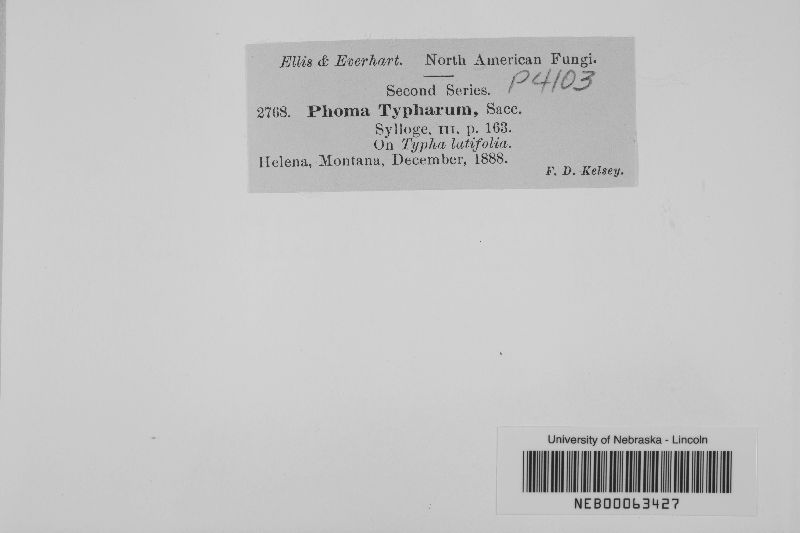 Ellis & Everhart. North American Fungi.
Second Series. P4103
2768. Phoma Typharum, Sacc.
Sylloge, III, p. 163.
On Typha latifolia.
Helena, Montana, December, 1888.
F. D. Kelsey.
University of Nebraska - Lincoln
NEB00063427